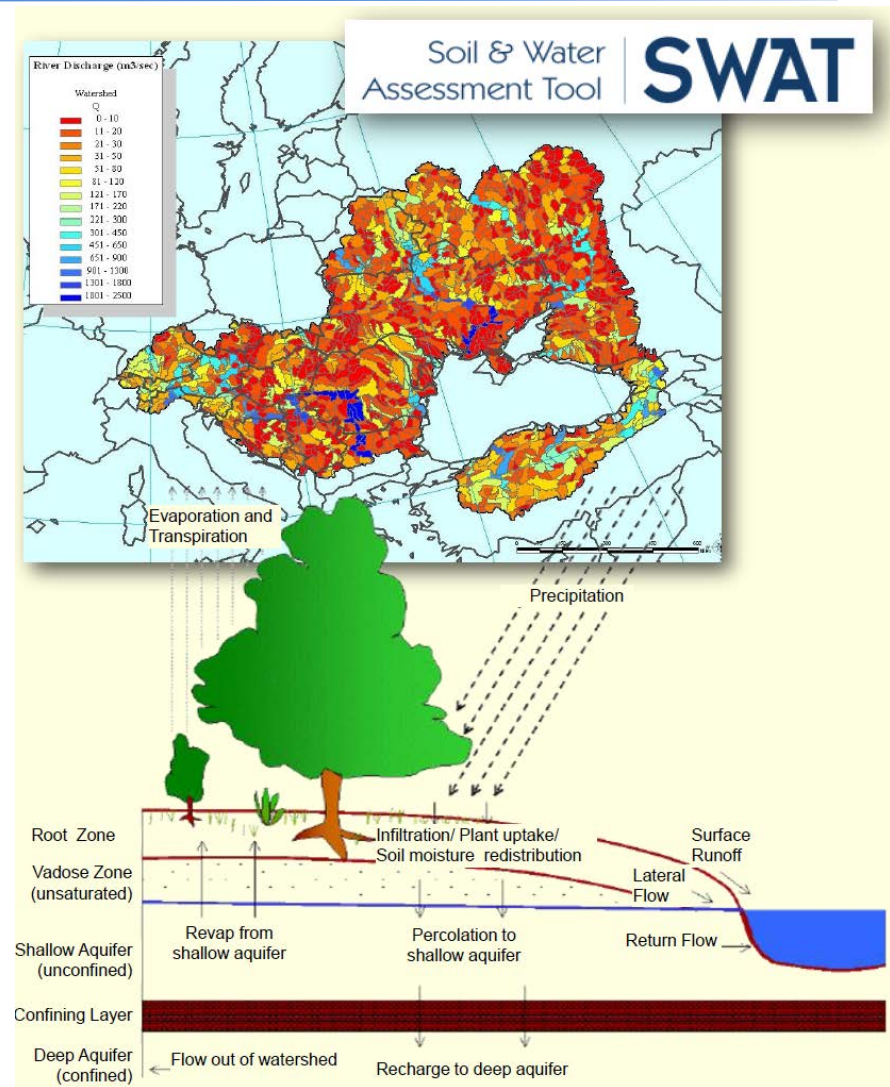 Soil & Water
Assessment Tool
SWAT
River Discharge (m3/sec)
Watershed
Q
0 - 10
11 - 20
21 - 30
31 - 50
51 - 80
81 - 120
121 - 170
171 - 220
221 - 300
301 - 450
451 - 650
651 - 900
901 - 1300
1301 - 1800
1801 - 2500
Evaporation and
Transpiration
Precipitation
Root Zone
Infiltration/ Plant uptake/
Soil moisture redistribution
Surface
Runoff
Vadose Zone
(unsaturated)
Lateral
Flow
Revap from
shallow aquifer
Percolation to
shallow aquifer
Return Flow
Shallow Aquifer
(unconfined)
Confining Layer
Deep Aquifer
(confined)
Flow out of watershed
Recharge to deep aquifer